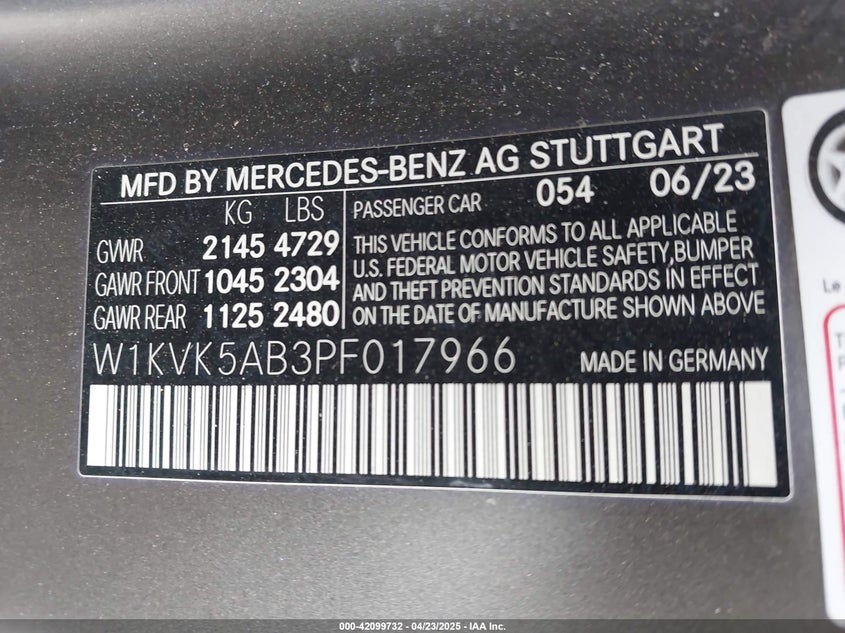 MFD BY MERCEDES-BENZ AG STUTTGART
KG LBS
GVWR 2145 4729
GAWR FRONT 1045 2304
GAWR REAR 1125 2480
PASSENGER CAR 054 06/23
THIS VEHICLE CONFORMS TO ALL APPLICABLE
U.S. FEDERAL MOTOR VEHICLE SAFETY,BUMPER
AND THEFT PREVENTION STANDARDS IN EFFECT
ON THE DATE OF MANUFACTURE SHOWN ABOVE
W1KVK5AB3PF017966 MADE IN GERMANY
Le
000-42099732 / 04/23/2025 - IAA Inc.